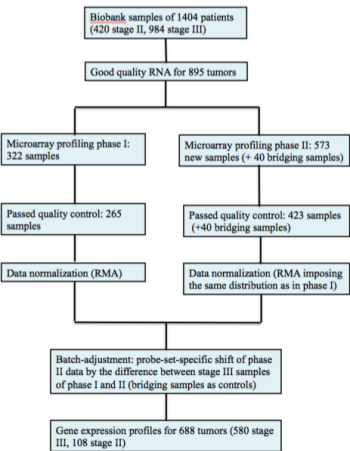 Biobank samples of 1404 patients
(420 stage II, 984 stage III)
Good quality RNA for 895 tumors
Microarray profiling phase I:
322 samples
Microarray profiling phase II: 573
new samples (+ 40 bridging samples)
Passed quality control: 265
samples
Passed quality control: 423 samples
(+40 bridging samples)
Data normalization (RMA)
Data normalization (RMA imposing
the same distribution as in phase I)
Batch-adjustment: probe-set-specific shift of phase
II data by the difference between stage III samples
of phase I and II (bridging samples as controls)
Gene expression profiles for 688 tumors (580 stage
III, 108 stage II)